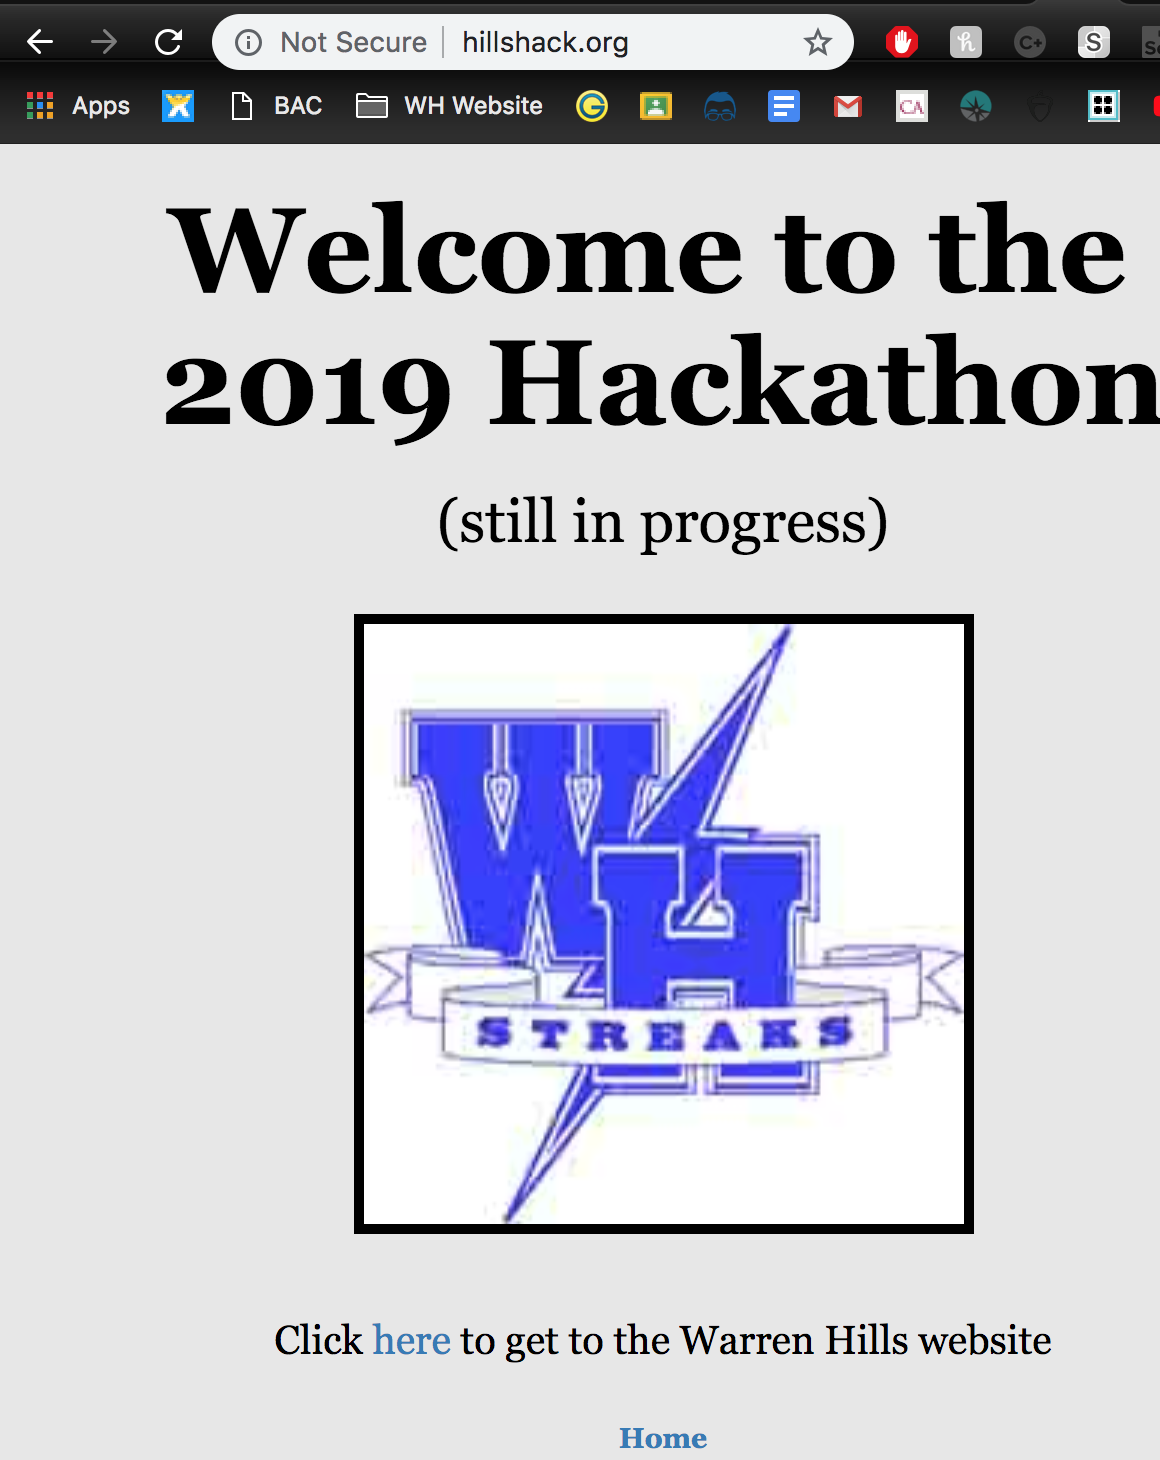 Not Secure hillshack.org
Apps BAC WH Website
Welcome to the
2019 Hackathon
(still in progress)
WH
STREAKS
Click here to get to the Warren Hills website
Home